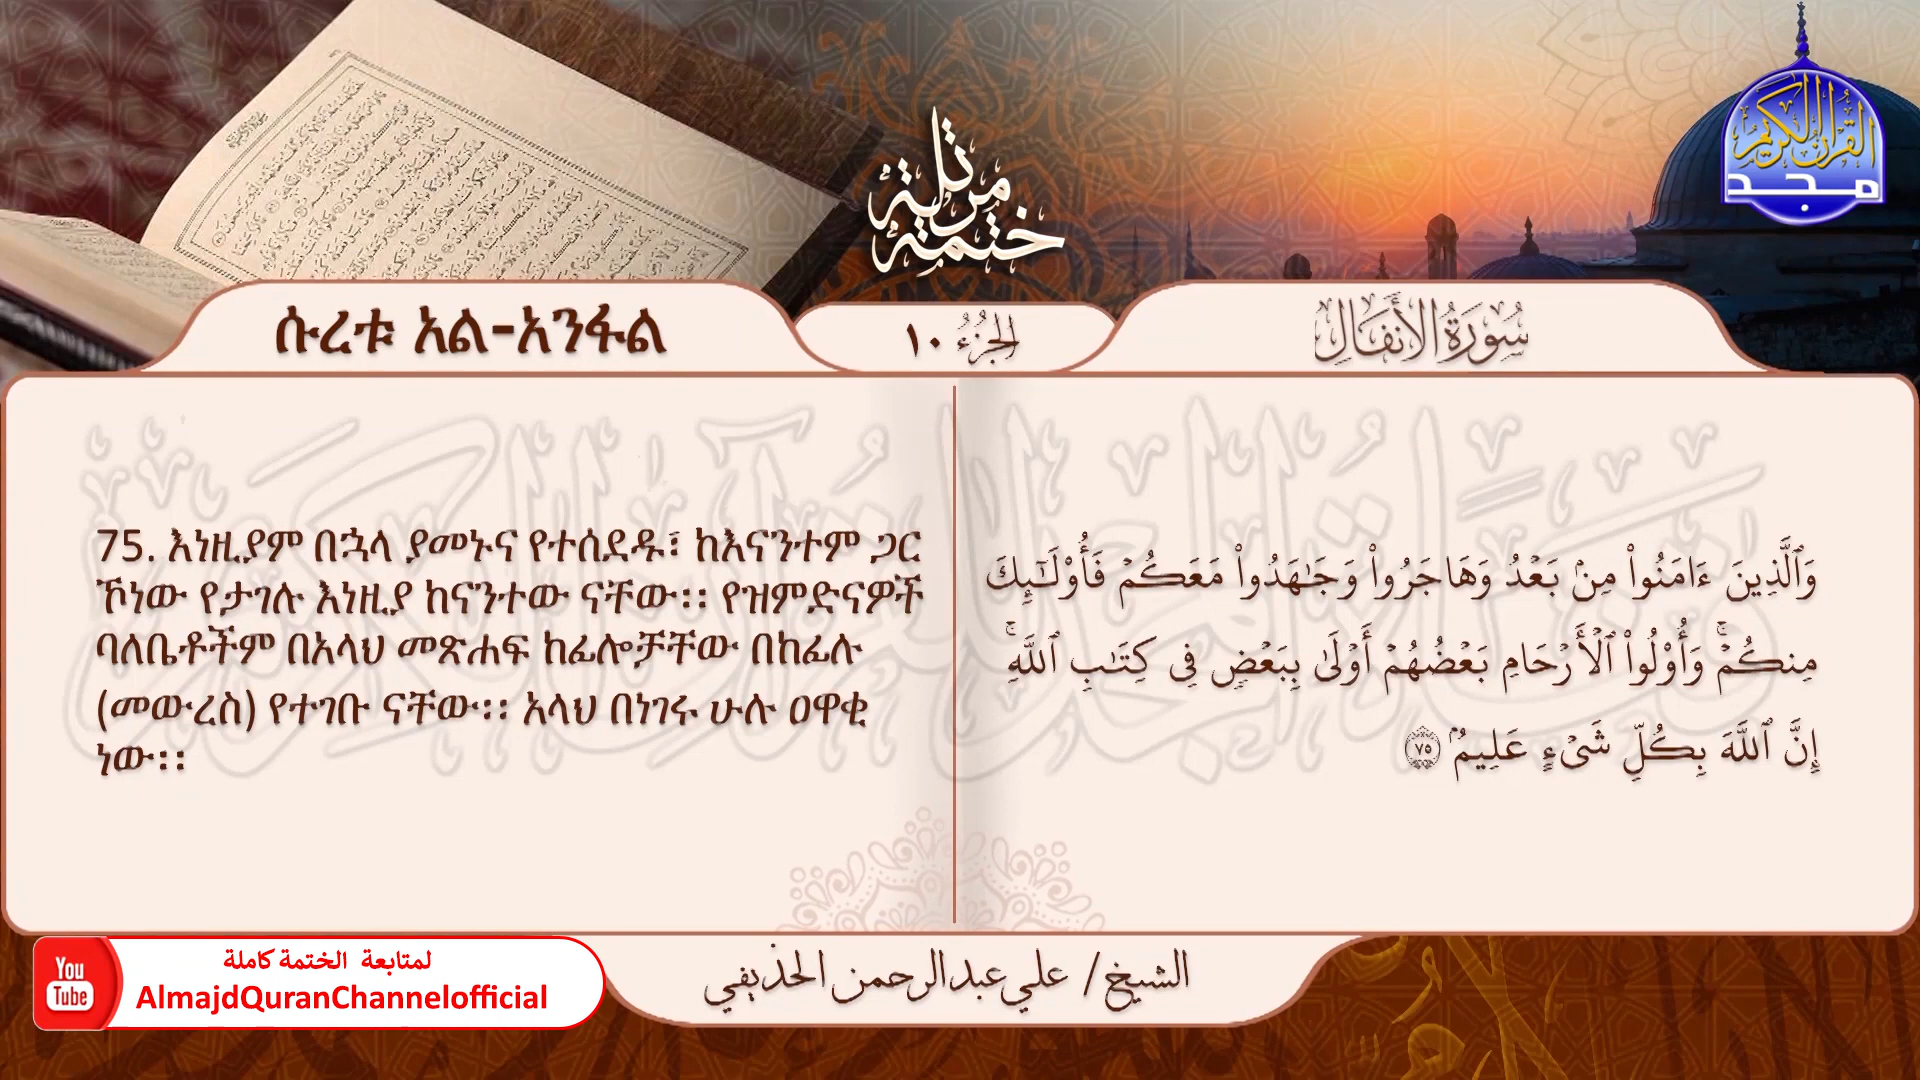 ختمة
مرتلة
القرآن الكريم
مجد
ሱረቱ አል-አንፋል
الجزء ١٠
سُورَةُ الأَنفَالِ
75. እነዚያም በኋላ ያመኑና የተሰደዱ፣ ከእናንተም ጋር
ኾነው የታገሉ እነዚያ ከናንተው ናቸው፡፡ የዝምድናዎች
ባለቤቶችም በአላህ መጽሐፍ ከፊሎቻቸው በከፊሉ
(መውረስ) የተገቡ ናቸው፡፡ አላህ በነገሩ ሁሉ ዐዋቂ
ነው፡፡
وَٱلَّذِينَ ءَامَنُوا۟ مِنۢ بَعْدُ وَهَاجَرُوا۟ وَجَـٰهَدُوا۟ مَعَكُمْ فَأُو۟لَـٰٓئِكَ
مِنكُمْ ۚ وَأُو۟لُوا۟ ٱلْأَرْحَامِ بَعْضُهُمْ أَوْلَىٰ بِبَعْضٍ فِى كِتَـٰبِ ٱللَّهِ ۚ
إِنَّ ٱللَّهَ بِكُلِّ شَىْءٍ عَلِيمٌۢ ٧٥
You
Tube
لمتابعة الختمة كاملة
AlmajdQuranChannelofficial
الشيخ / علي عبد الرحمن الحذيفي